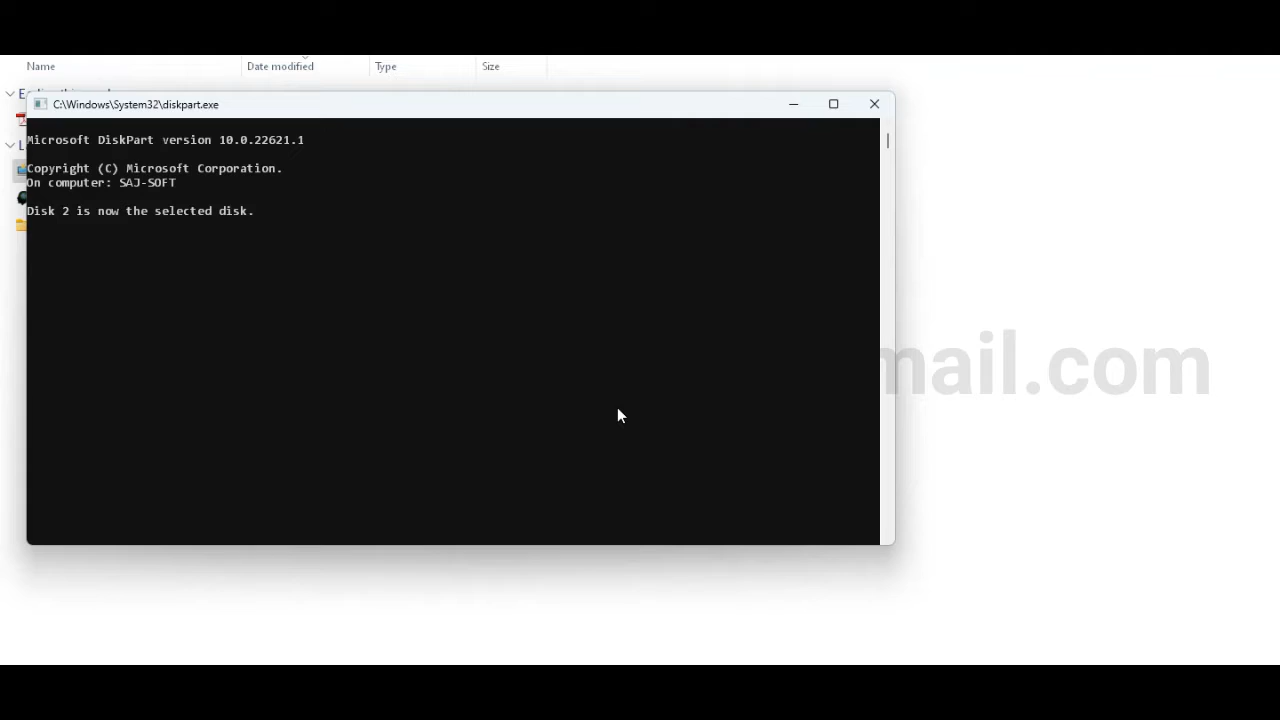 Name Date modified Type Size
C:\Windows\System32\diskpart.exe
Microsoft DiskPart version 10.0.22621.1
Copyright (C) Microsoft Corporation.
On computer: SAJ-SOFT
Disk 2 is now the selected disk.
mail.com